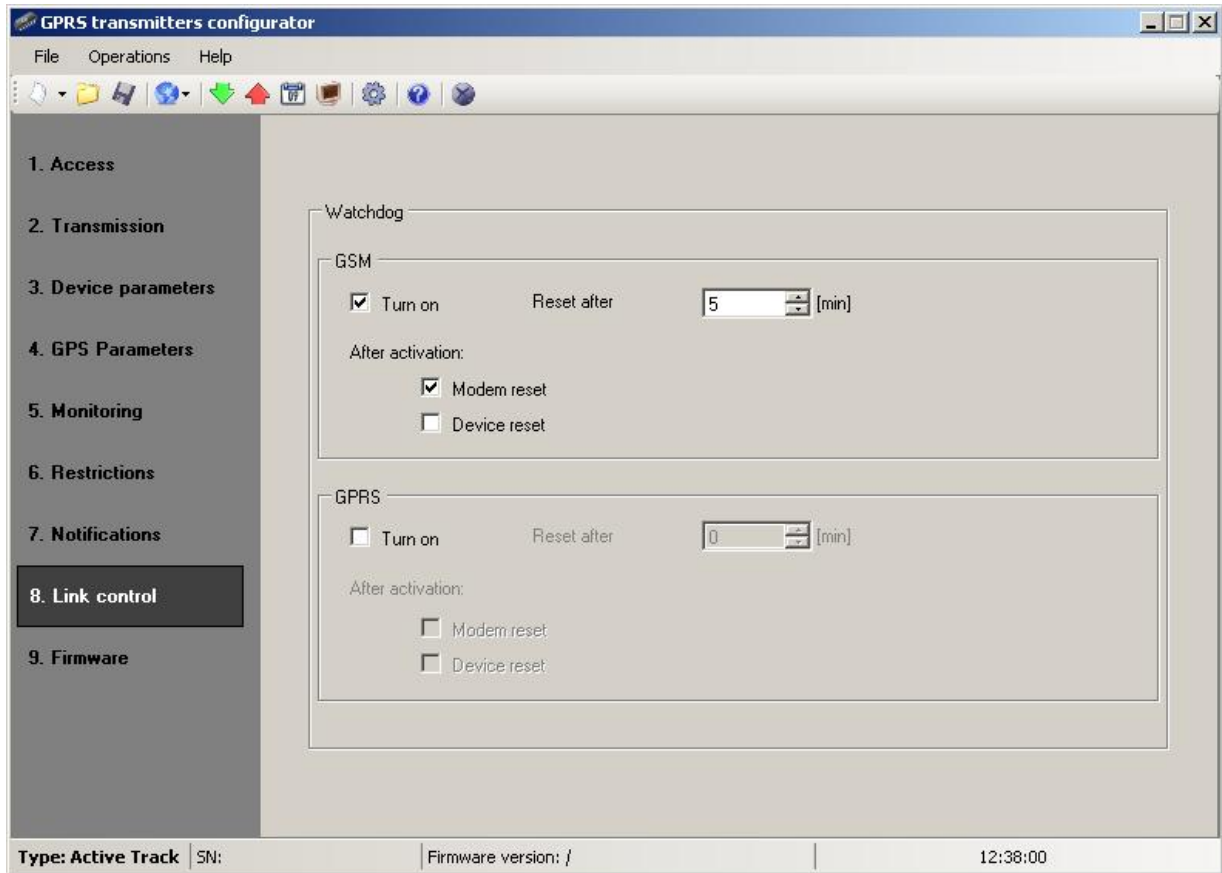 GPRS transmitters configurator
File Operations Help
1. Access
2. Transmission
3. Device parameters
4. GPS Parameters
5. Monitoring
6. Restrictions
7. Notifications
8. Link control
9. Firmware
Watchdog
GSM
Turn on Reset after 5 [min]
After activation:
Modem reset
Device reset
GPRS
Turn on Reset after 0 [min]
After activation:
Modem reset
Device reset
Type: Active Track SN: Firmware version: / 12:38:00